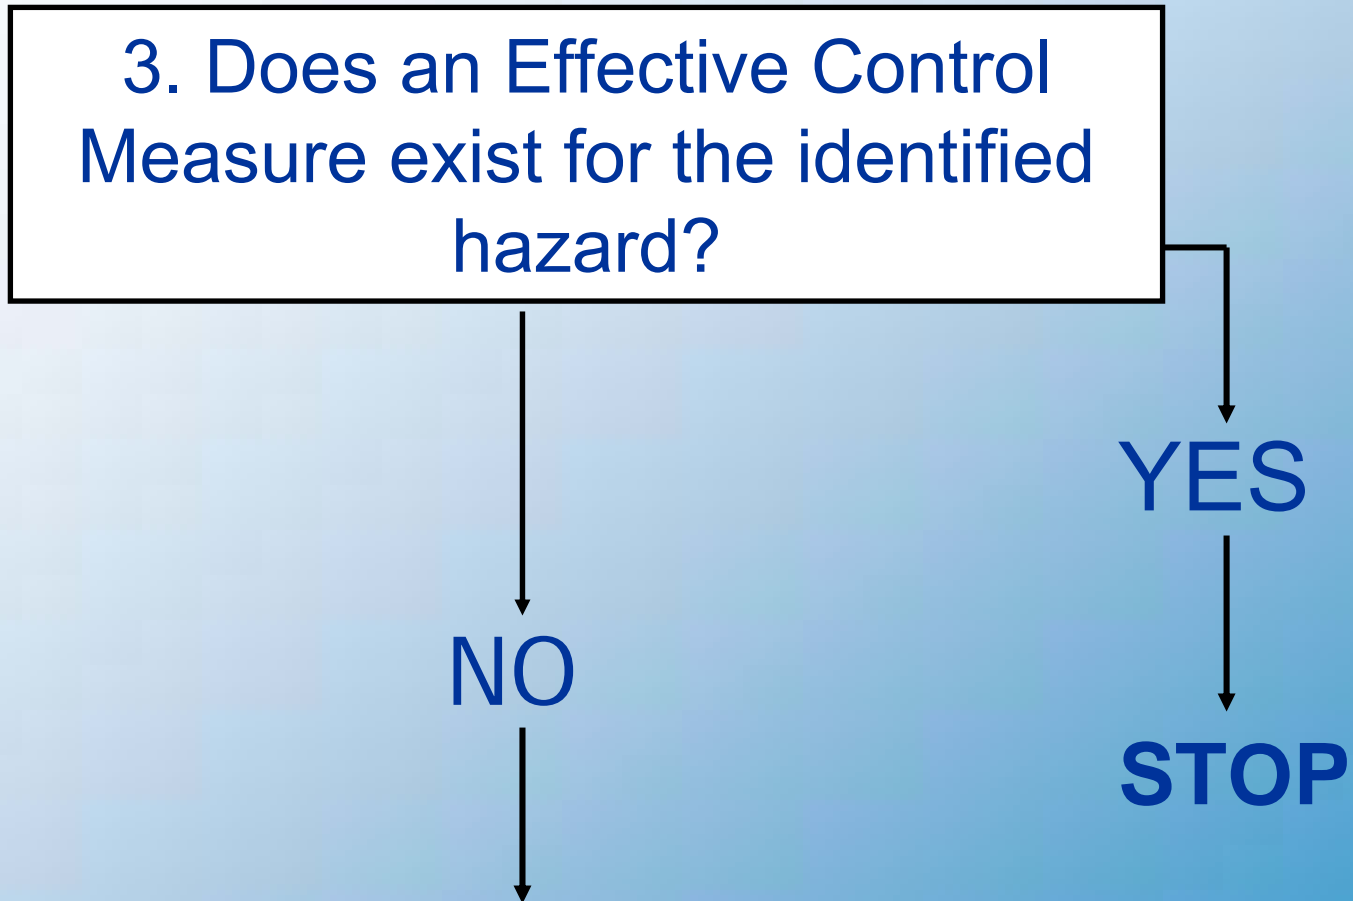 3. Does an Effective Control
Measure exist for the identified
hazard?
YES
NO
STOP